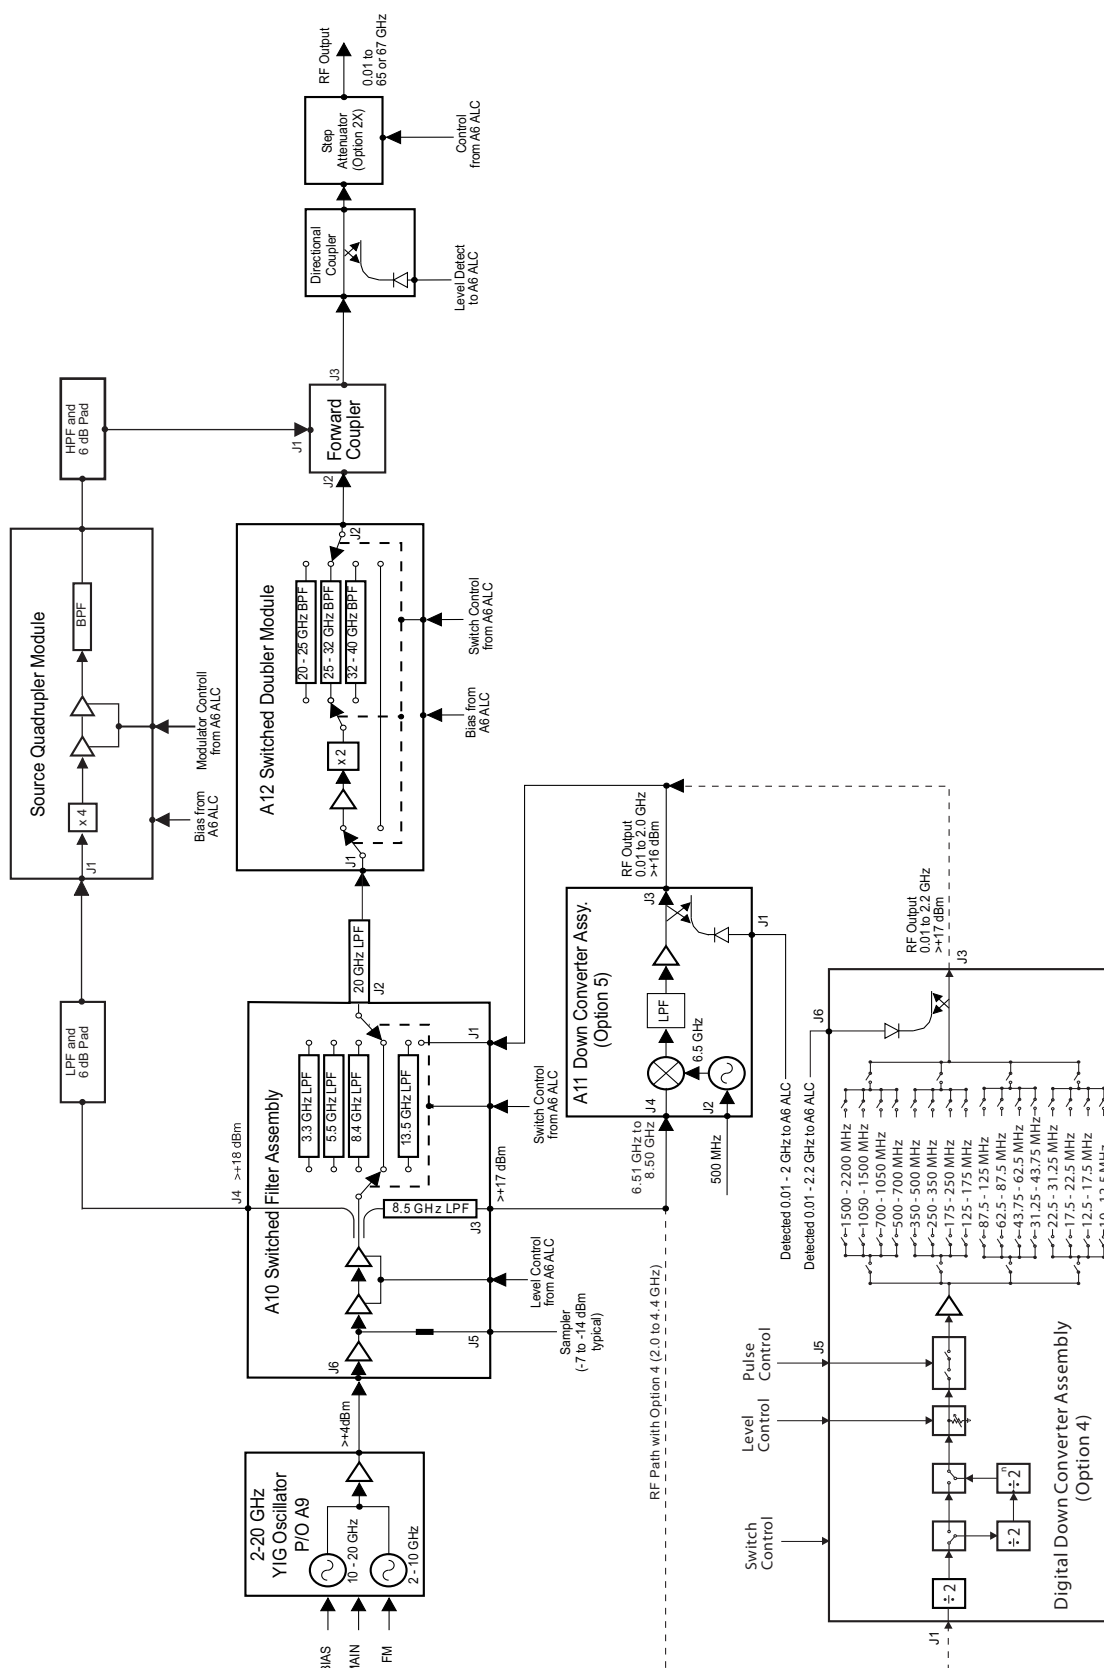 RF Output
0.01 to
65 or 67 GHz
Step
Attenuator
(Option 2X)
Control
from A6 ALC
Directional
Coupler
Level Detect
to A6 ALC
J3
Forward
Coupler
J1
J2
HPF and
6 dB Pad
Source Quadrupler Module
BPF
x 4
J1
Modulator Controll
from A6 ALC
Bias from
A6 ALC
LPF and
6 dB Pad
A12 Switched Doubler Module
J2
20 - 25 GHz BPF
25 - 32 GHz BPF
32 - 40 GHz BPF
x 2
J1
Switch Control
from A6 ALC
Bias from
A6 ALC
20 GHz LPF
J2
A10 Switched Filter Assembly
J4
>+18 dBm
3.3 GHz LPF
5.5 GHz LPF
8.4 GHz LPF
13.5 GHz LPF
J1
Switch Control
from A6 ALC
8.5 GHz LPF
J3
>+17 dBm
Level Control
from A6 ALC
J5
Sampler
(-7 to -14 dBm
typical)
J6
>+4dBm
2-20 GHz
YIG Oscillator
P/O A9
10 - 20 GHz
2 - 10 GHz
BIAS
FM
A11 Down Converter Assy.
(Option 5)
RF Output
0.01 to 2.0 GHz
>+16 dBm
J3
J1
LPF
6.5 GHz
J4
J2
6.51 GHz to
8.50 GHz
500 MHz
Detected 0.01 - 2 GHz to A6 ALC
Detected 0.01 - 2.2 GHz to A6 ALC
RF Path with Option 4 (2.0 to 4.4 GHz)
RF Output
0.01 to 2.2 GHz
>+17 dBm
J3
J6
1500 - 2200 MHz
1050 - 1500 MHz
700 - 1050 MHz
500 - 700 MHz
350 - 500 MHz
250 - 350 MHz
175 - 250 MHz
125 - 175 MHz
87.5 - 125 MHz
62.5 - 87.5 MHz
43.75 - 62.5 MHz
31.25 - 43.75 MHz
22.5 - 31.25 MHz
17.5 - 22.5 MHz
12.5 - 17.5 MHz
J5
Pulse
Control
Level
Control
Switch
Control
÷2
÷2
÷2 n
J1
Digital Down Converter Assembly
(Option 4)